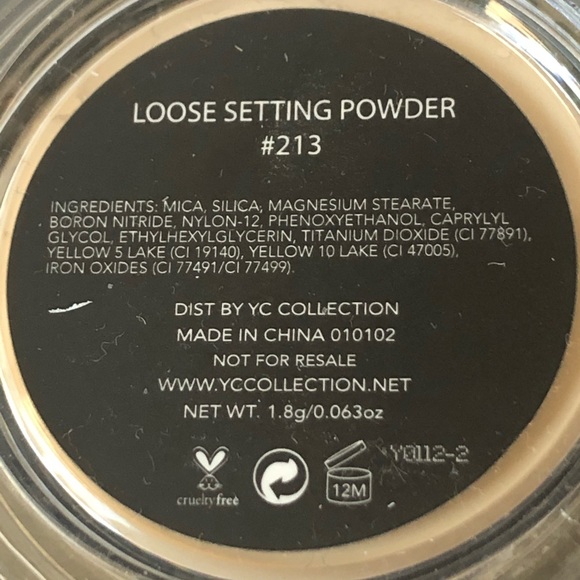 LOOSE SETTING POWDER
#213
INGREDIENTS: MICA, SILICA, MAGNESIUM STEARATE,
BORON NITRIDE, NYLON-12, PHENOXYETHANOL, CAPRYLYL
GLYCOL, ETHYLHEXYLGLYCERIN, TITANIUM DIOXIDE (CI 77891),
YELLOW 5 LAKE (CI 19140), YELLOW 10 LAKE (CI 47005),
IRON OXIDES (CI 77491/CI 77499).
DIST BY YC COLLECTION
MADE IN CHINA 010102
NOT FOR RESALE
WWW.YCCOLLECTION.NET
NET WT. 1.8g/0.063oz
Y0112-2
crueltyfree
12M